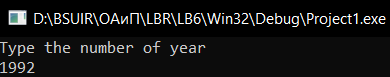 D:\BSUIR\ОАиП\LBR\LB6\Win32\Debug\Project1.exe
Type the number of year
1992